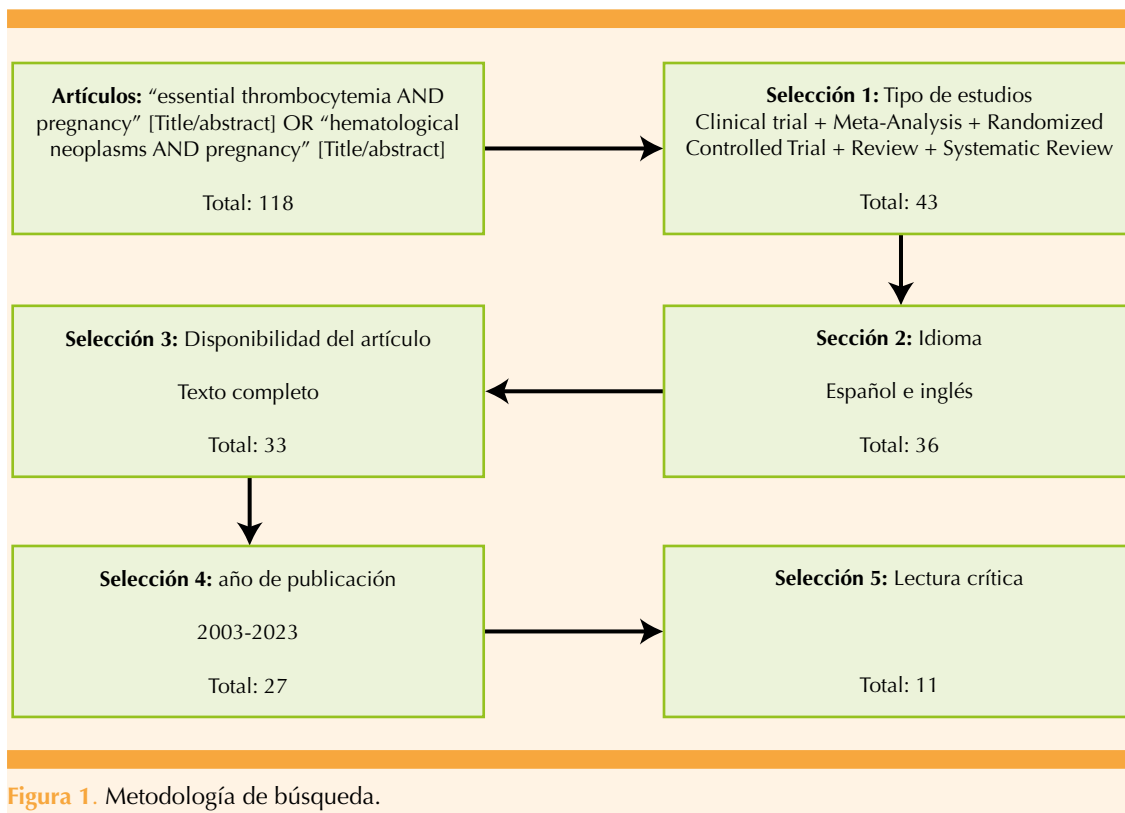 Artículos: “essential thrombocytemia AND
pregnancy” [Title/abstract] OR “hematological
neoplasms AND pregnancy” [Title/abstract]
Total: 118
Selección 1: Tipo de estudios
Clinical trial + Meta-Analysis + Randomized
Controlled Trial + Review + Systematic Review
Total: 43
Sección 2: Idioma
Español e inglés
Total: 36
Selección 3: Disponibilidad del artículo
Texto completo
Total: 33
Selección 4: año de publicación
2003-2023
Total: 27
Selección 5: Lectura crítica
Total: 11
Figura 1. Metodología de búsqueda.